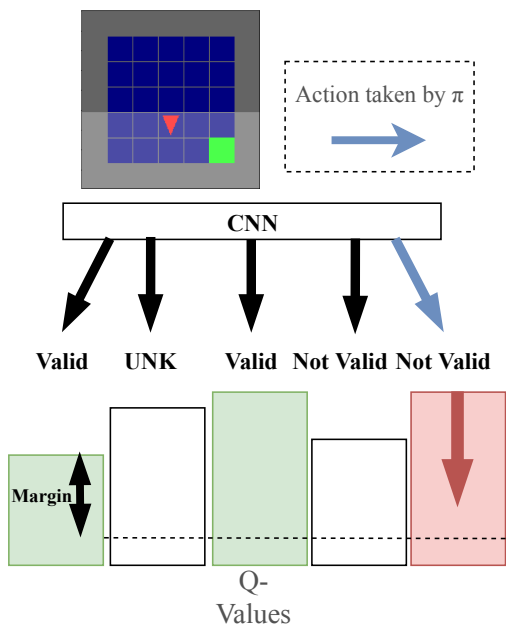 Action taken by π
CNN
Valid UNK Valid Not Valid Not Valid
Margin
Q-
Values